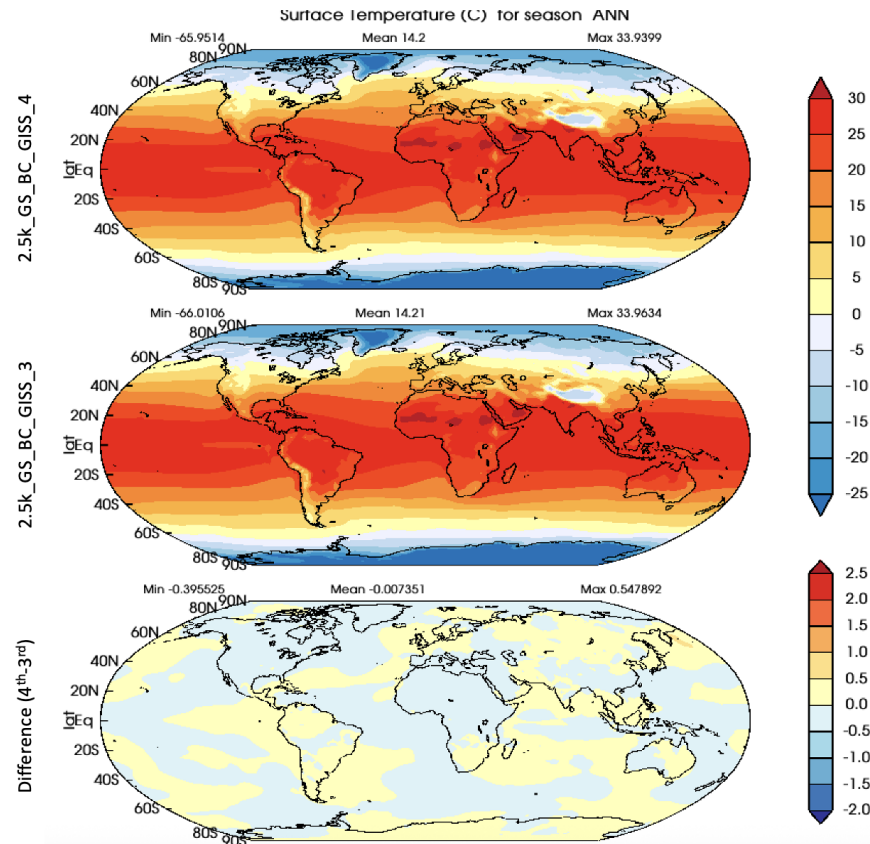 Surface Temperature (C) for season ANN
Min -65.9514 Mean 14.2 Max 33.9399
2.5k_GS_BC_GISS_4
lat
90N
80N
60N
40N
20N
Eq
20S
40S
60S
80S
90S
Min -66.0106 Mean 14.21 Max 33.9634
2.5k_GS_BC_GISS_3
lat
90N
80N
60N
40N
20N
Eq
20S
40S
60S
80S
90S
30
25
20
15
10
5
0
-5
-10
-15
-20
-25
Min -0.395525 Mean -0.007351 Max 0.547892
Difference (4th-3rd)
lat
90N
80N
60N
40N
20N
Eq
20S
40S
60S
80S
90S
2.5
2.0
1.5
1.0
0.5
0.0
-0.5
-1.0
-1.5
-2.0